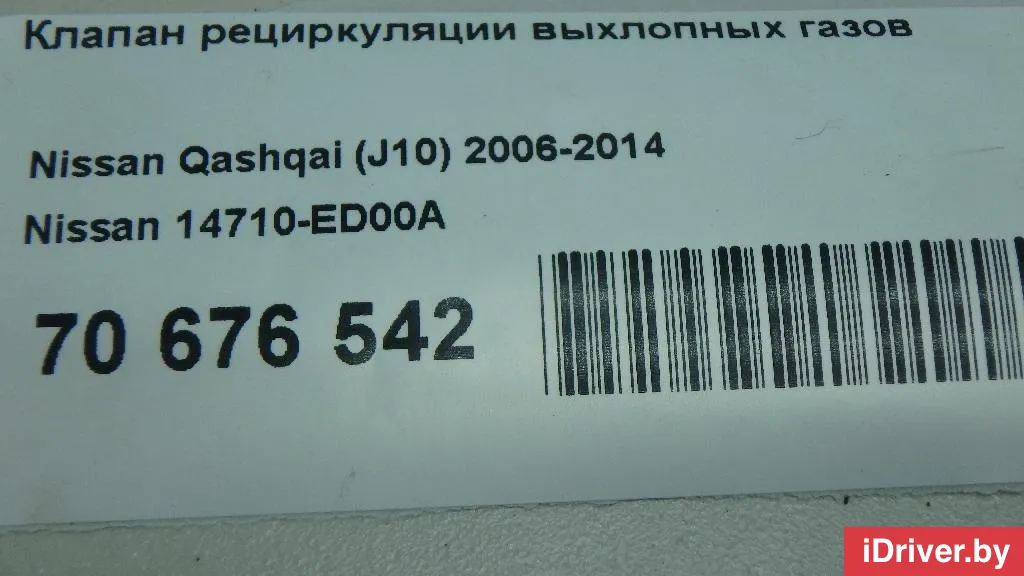 Клапан рециркуляции выхлопных газов
Nissan Qashqai (J10) 2006-2014
Nissan 14710-ED00A
70 676 542
iDriver.by